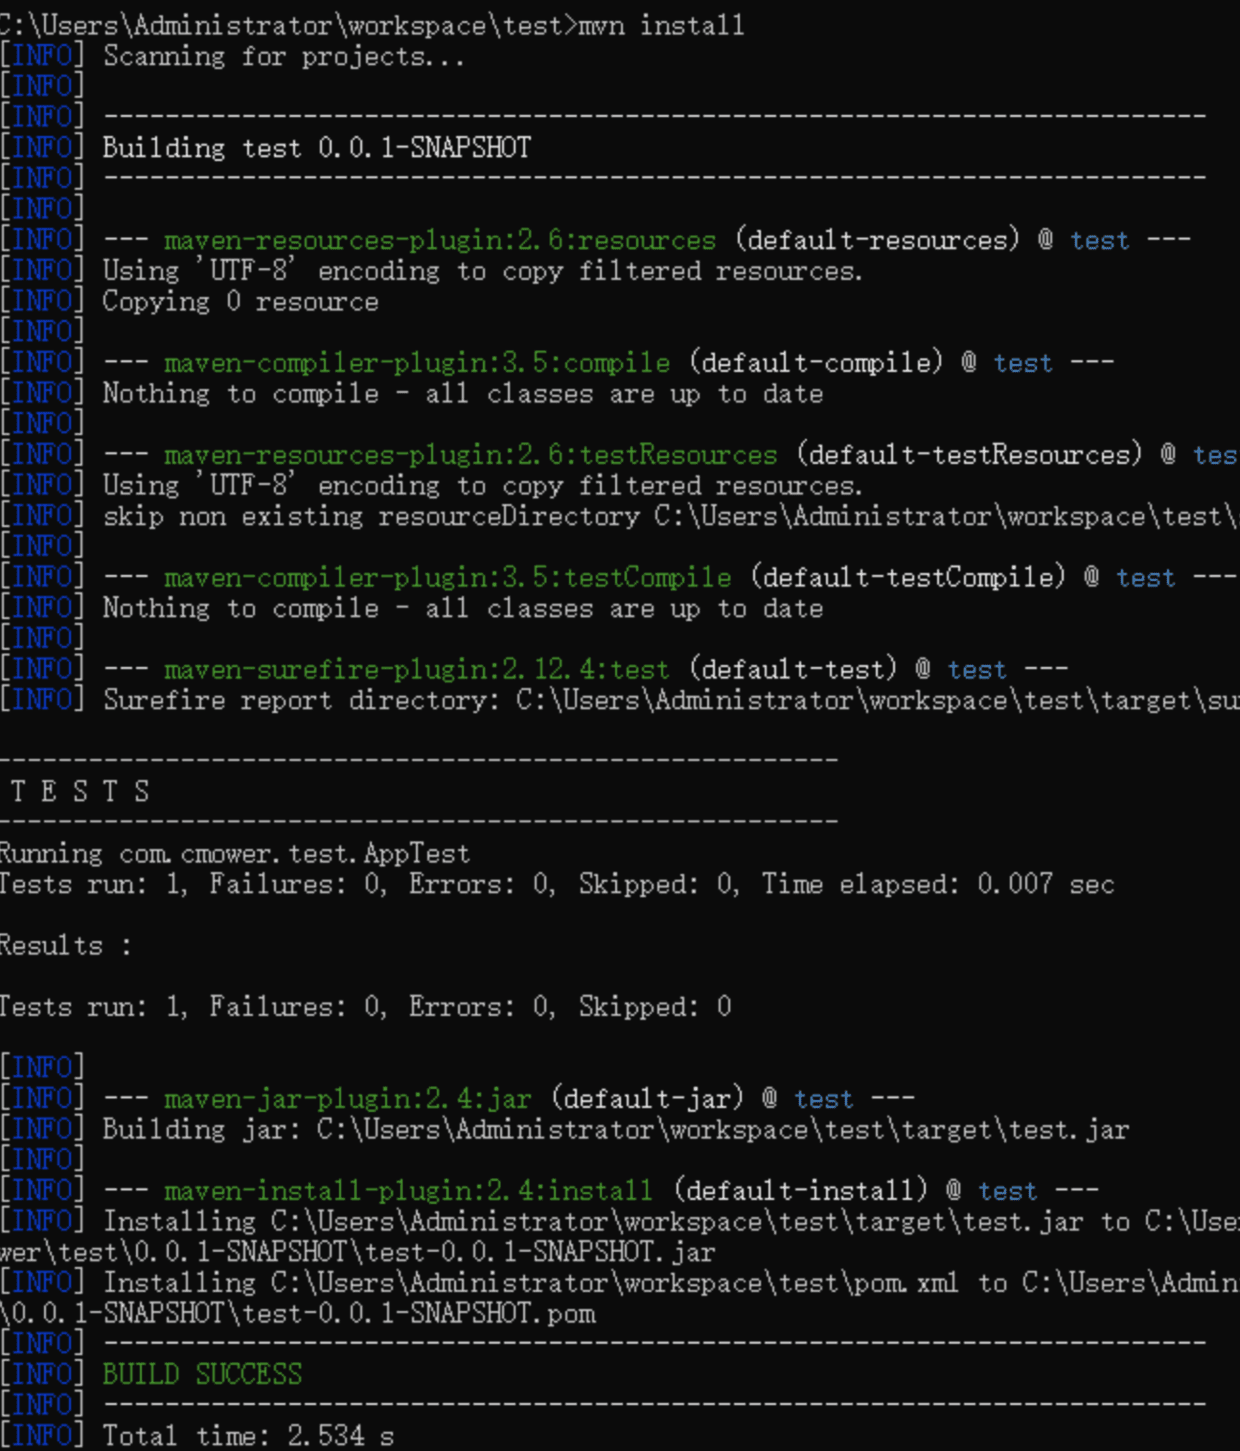 C:\Users\Administrator\workspace\test>mvn install
[INFO] Scanning for projects...
[INFO]
[INFO] ------------------------------------------------------------------------
[INFO] Building test 0.0.1-SNAPSHOT
[INFO] ------------------------------------------------------------------------
[INFO]
[INFO] --- maven-resources-plugin:2.6:resources (default-resources) @ test ---
[INFO] Using 'UTF-8' encoding to copy filtered resources.
[INFO] Copying 0 resource
[INFO]
[INFO] --- maven-compiler-plugin:3.5:compile (default-compile) @ test ---
[INFO] Nothing to compile - all classes are up to date
[INFO]
[INFO] --- maven-resources-plugin:2.6:testResources (default-testResources) @ tes
[INFO] Using 'UTF-8' encoding to copy filtered resources.
[INFO] skip non existing resourceDirectory C:\Users\Administrator\workspace\test\
[INFO]
[INFO] --- maven-compiler-plugin:3.5:testCompile (default-testCompile) @ test ---
[INFO] Nothing to compile - all classes are up to date
[INFO]
[INFO] --- maven-surefire-plugin:2.12.4:test (default-test) @ test ---
[INFO] Surefire report directory: C:\Users\Administrator\workspace\test\target\su
-------------------------------------------------------
T E S T S
-------------------------------------------------------
Running com.cmower.test.AppTest
Tests run: 1, Failures: 0, Errors: 0, Skipped: 0, Time elapsed: 0.007 sec
Results :
Tests run: 1, Failures: 0, Errors: 0, Skipped: 0
[INFO]
[INFO] --- maven-jar-plugin:2.4:jar (default-jar) @ test ---
[INFO] Building jar: C:\Users\Administrator\workspace\test\target\test.jar
[INFO]
[INFO] --- maven-install-plugin:2.4:install (default-install) @ test ---
[INFO] Installing C:\Users\Administrator\workspace\test\target\test.jar to C:\Use
wer\test\0.0.1-SNAPSHOT\test-0.0.1-SNAPSHOT.jar
[INFO] Installing C:\Users\Administrator\workspace\test\pom.xml to C:\Users\Admin
\0.0.1-SNAPSHOT\test-0.0.1-SNAPSHOT.pom
[INFO] ------------------------------------------------------------------------
[INFO] BUILD SUCCESS
[INFO] ------------------------------------------------------------------------
[INFO] Total time: 2.534 s